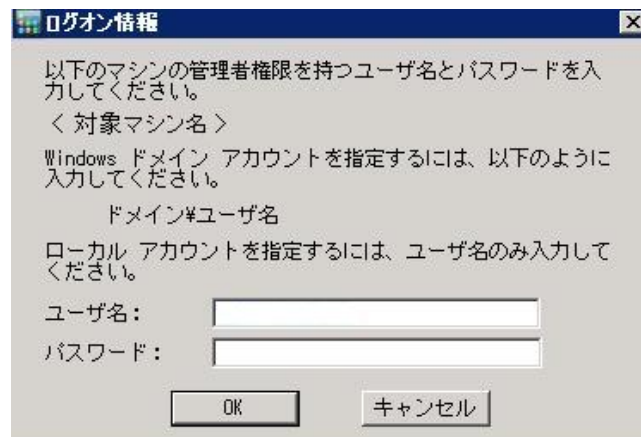 ログオン情報
以下のマシンの管理者権限を持つユーザ名とパスワードを入
力してください。
< 対象マシン名 >
Windows ドメイン アカウントを指定するには、以下のように
入力してください。
ドメイン¥ユーザ名
ローカル アカウントを指定するには、ユーザ名のみ入力して
ください。
ユーザ名:
パスワード:
OK キャンセル